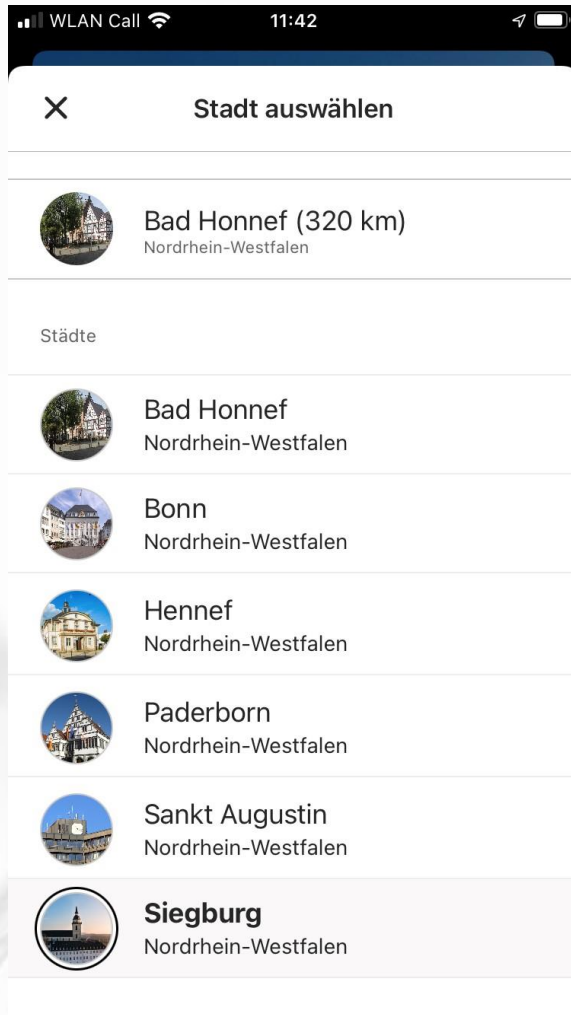 WLAN Call
11:42
Stadt auswählen
Bad Honnef (320 km)
Nordrhein-Westfalen
Städte
Bad Honnef
Nordrhein-Westfalen
Bonn
Nordrhein-Westfalen
Hennef
Nordrhein-Westfalen
Paderborn
Nordrhein-Westfalen
Sankt Augustin
Nordrhein-Westfalen
Siegburg
Nordrhein-Westfalen